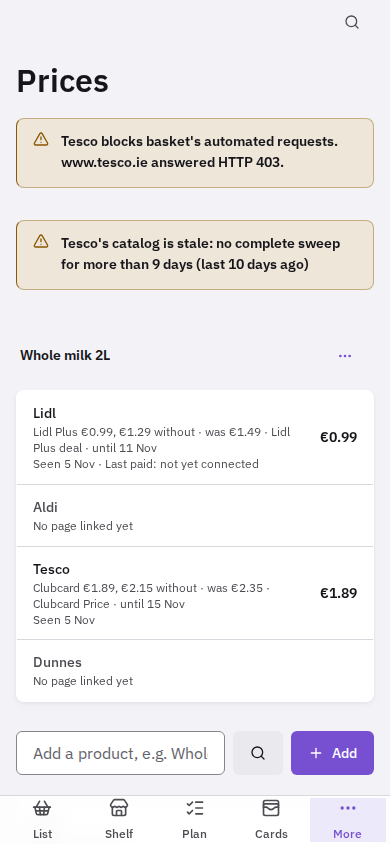 Prices
Tesco blocks basket's automated requests.
www.tesco.ie answered HTTP 403.
Tesco's catalog is stale: no complete sweep
for more than 9 days (last 10 days ago)
Whole milk 2L
Lidl
Lidl Plus €0.99, €1.29 without · was €1.49 · Lidl
Plus deal · until 11 Nov
Seen 5 Nov · Last paid: not yet connected
€0.99
Aldi
No page linked yet
Tesco
Clubcard €1.89, €2.15 without · was €2.35 ·
Clubcard Price · until 15 Nov
Seen 5 Nov
€1.89
Dunnes
No page linked yet
Add a product, e.g. Whol
Add
List
Shelf
Plan
Cards
More